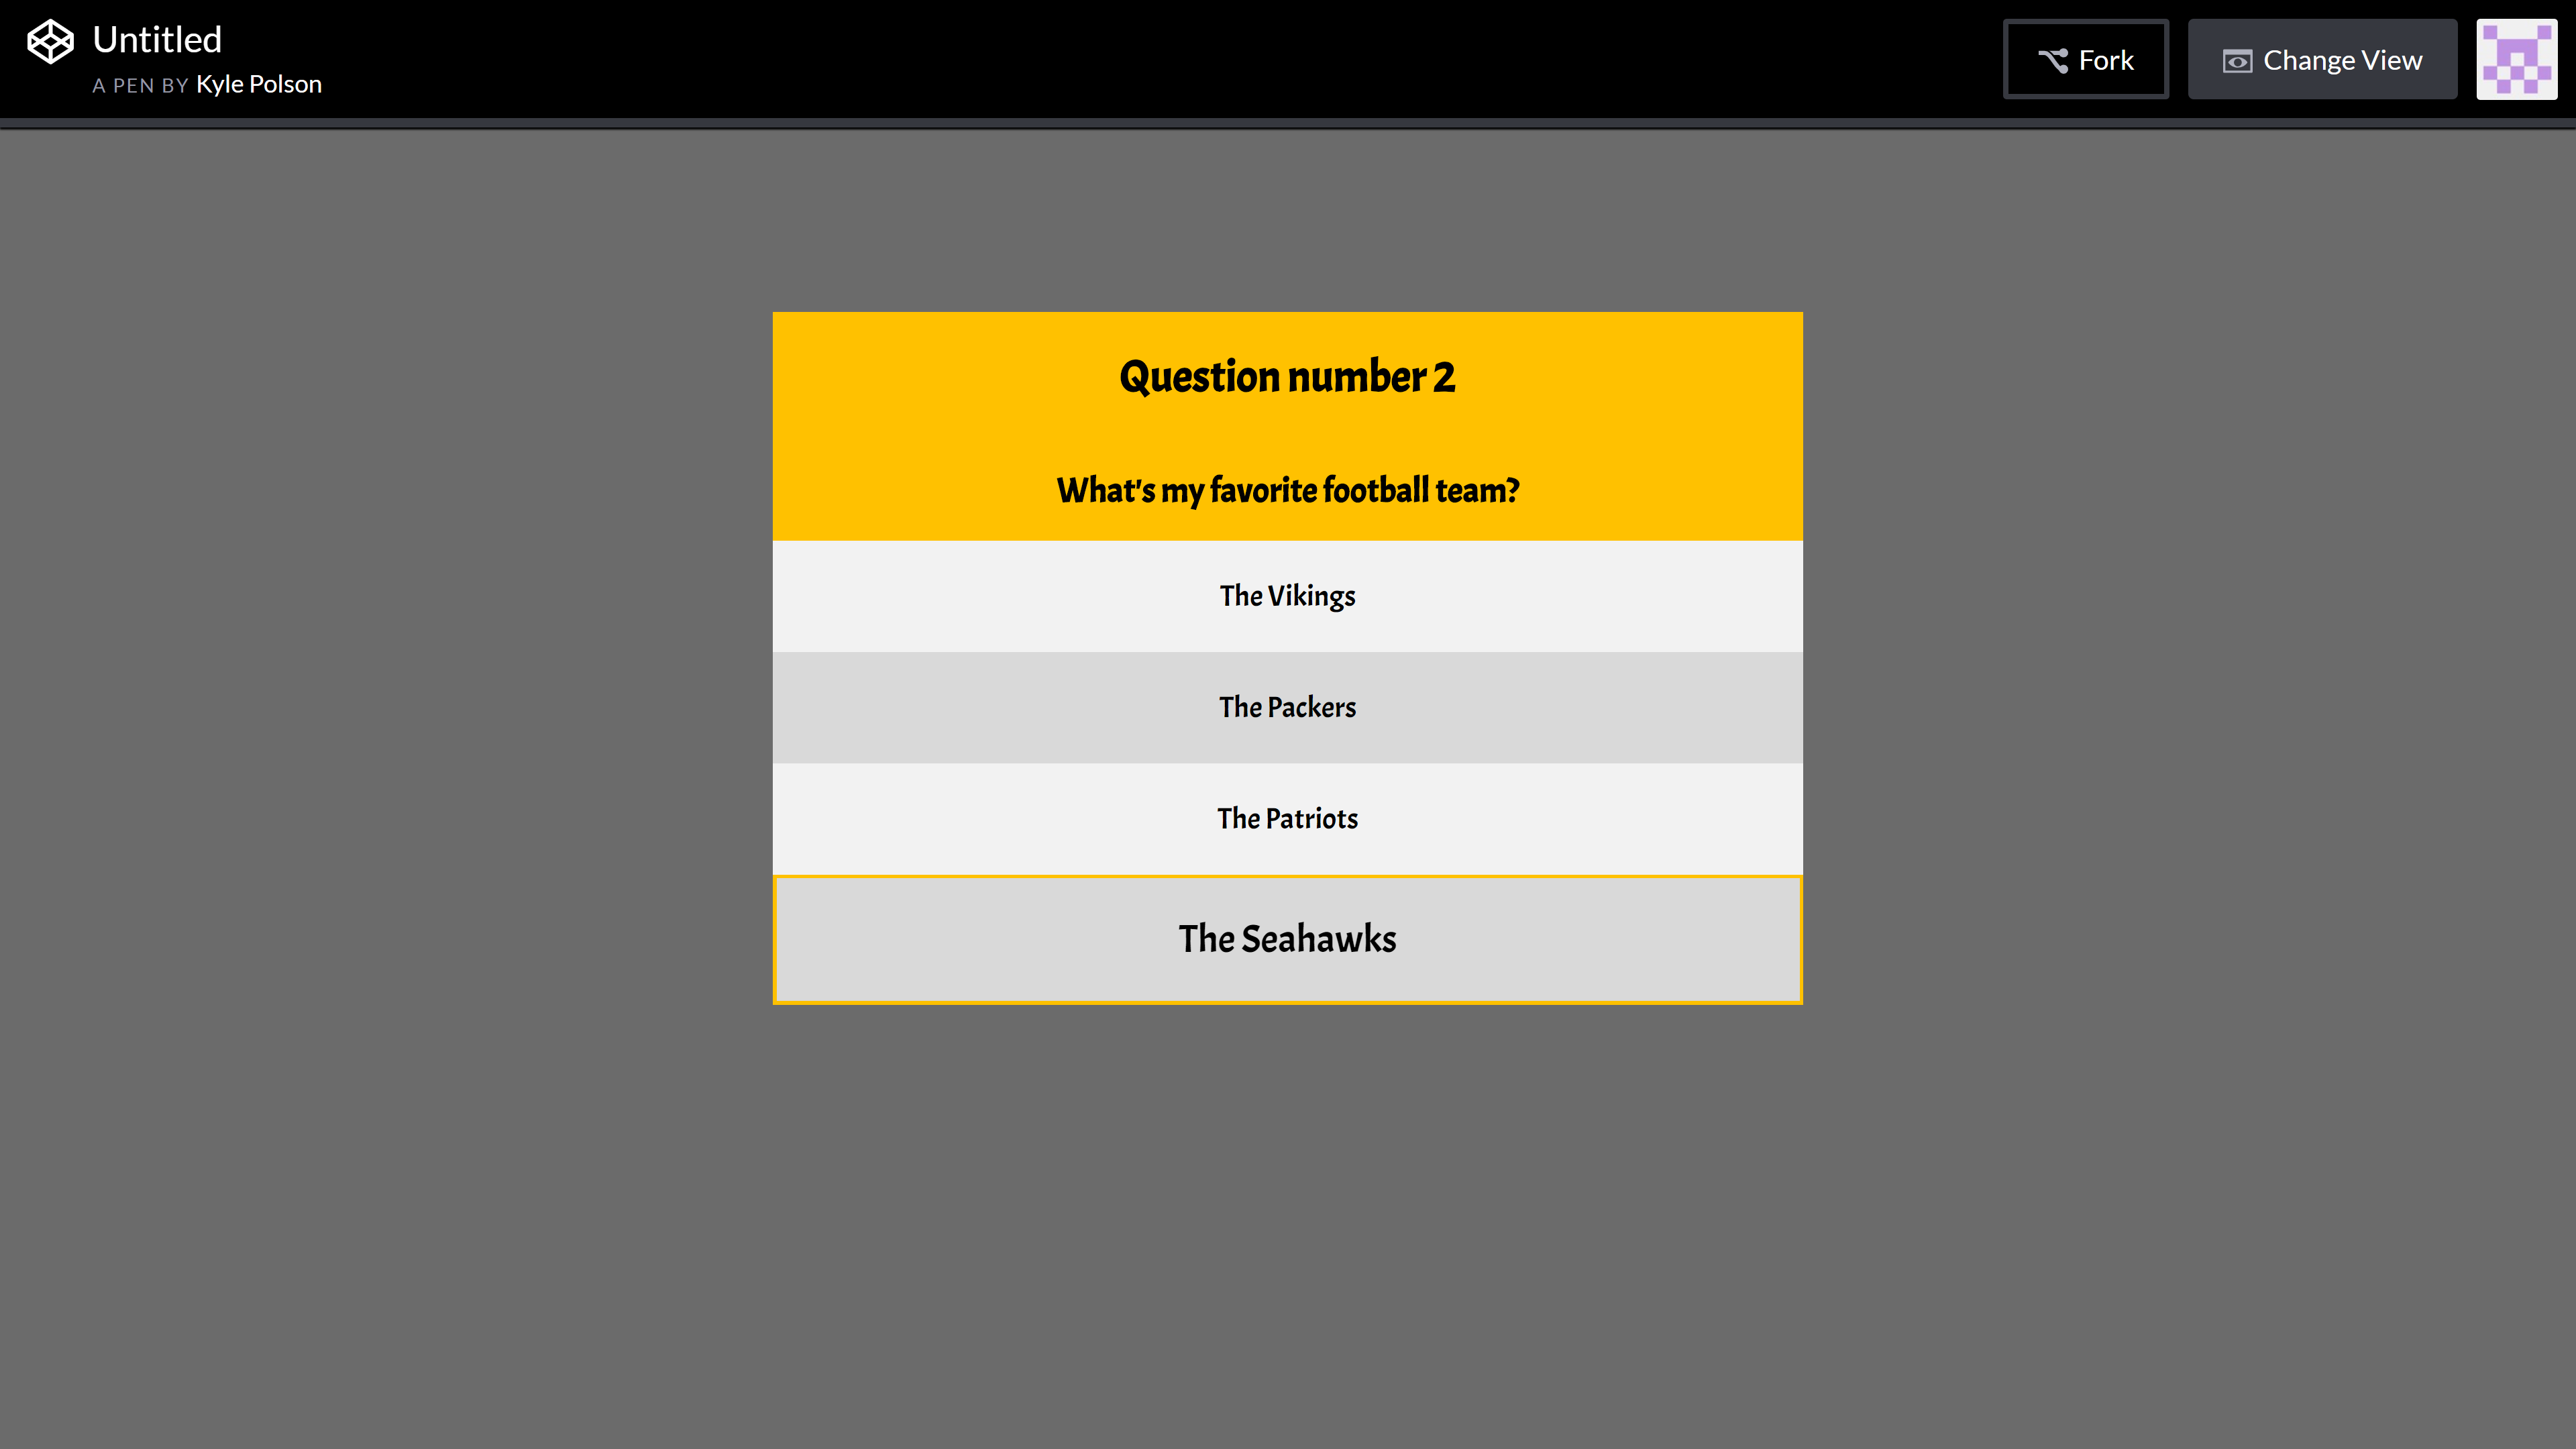 Untitled
A PEN BY Kyle Polson
Fork
Change View
Question number 2
What's my favorite football team?
The Vikings
The Packers
The Patriots
The Seahawks